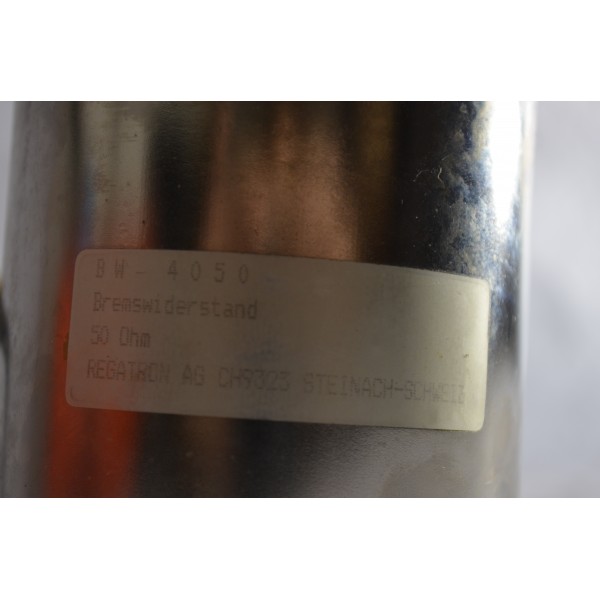 BW-4050
Bremswiderstand
50 Ohm
REGATRON AG CH9323 STEINACH-SCHWEIZ